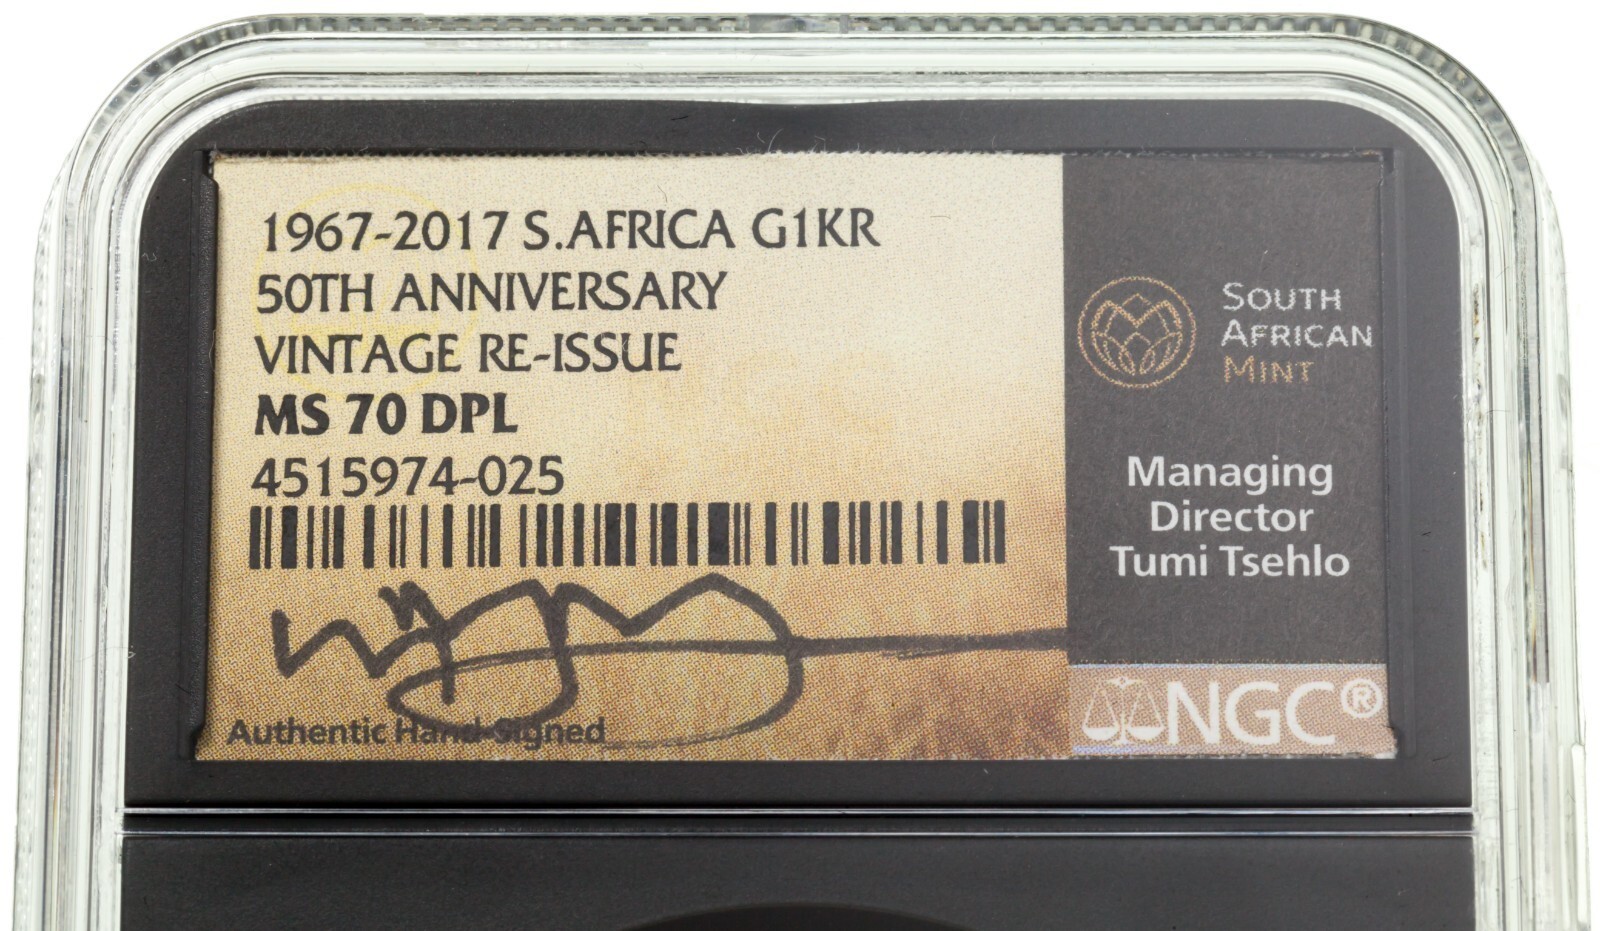 1967-2017 S.AFRICA G1KR
50TH ANNIVERSARY
VINTAGE RE-ISSUE
MS 70 DPL
4515974-025
Authentic Hand-Signed
SOUTH
AFRICAN
MINT
Managing
Director
Tumi Tsehlo
NGC®